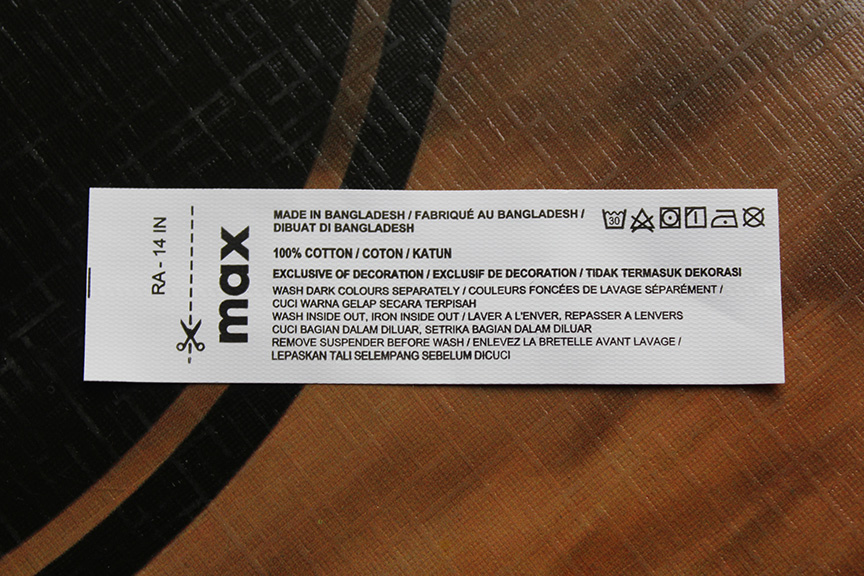 RA - 14 IN
max
MADE IN BANGLADESH / FABRIQUÉ AU BANGLADESH /
DIBUAT DI BANGLADESH
100% COTTON / COTON / KATUN
EXCLUSIVE OF DECORATION / EXCLUSIF DE DECORATION / TIDAK TERMASUK DEKORASI
WASH DARK COLOURS SEPARATELY / COULEURS FONCÉES DE LAVAGE SÉPARÉMENT /
CUCI WARNA GELAP SECARA TERPISAH
WASH INSIDE OUT, IRON INSIDE OUT / LAVER A L'ENVER, REPASSER A LENVERS
CUCI BAGIAN DALAM DILUAR, SETRIKA BAGIAN DALAM DILUAR
REMOVE SUSPENDER BEFORE WASH / ENLEVEZ LA BRETELLE AVANT LAVAGE /
LEPASKAN TALI SELEMPANG SEBELUM DICUCI
30